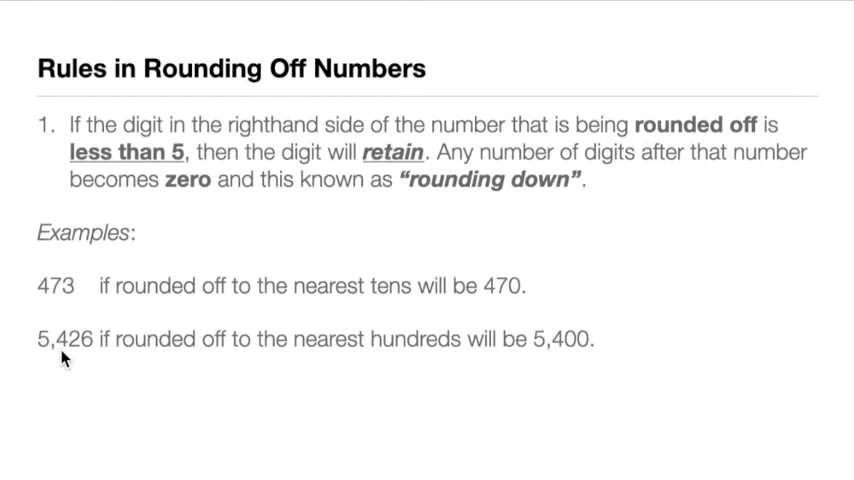 Rules in Rounding Off Numbers
1. If the digit in the righthand side of the number that is being rounded off is
less than 5, then the digit will retain. Any number of digits after that number
becomes zero and this known as “rounding down”.
Examples:
473 if rounded off to the nearest tens will be 470.
5,426 if rounded off to the nearest hundreds will be 5,400.